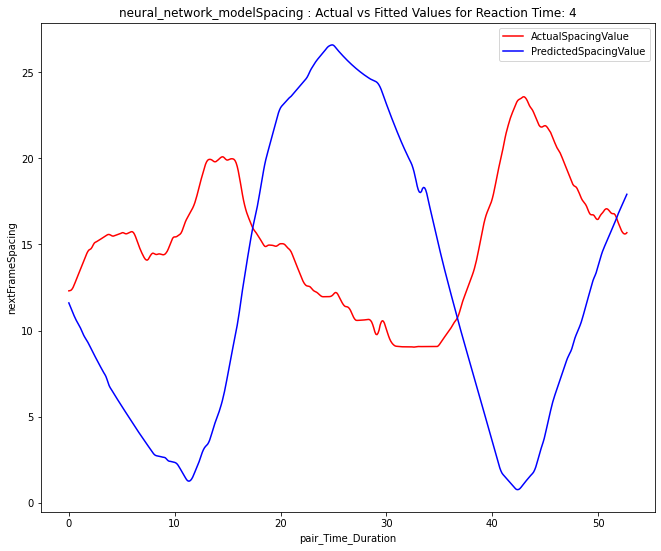 neural_network_modelSpacing : Actual vs Fitted Values for Reaction Time: 4
ActualSpacingValue
PredictedSpacingValue
nextFrameSpacing
25
20
15
10
5
0
0 10 20 30 40 50
pair_Time_Duration